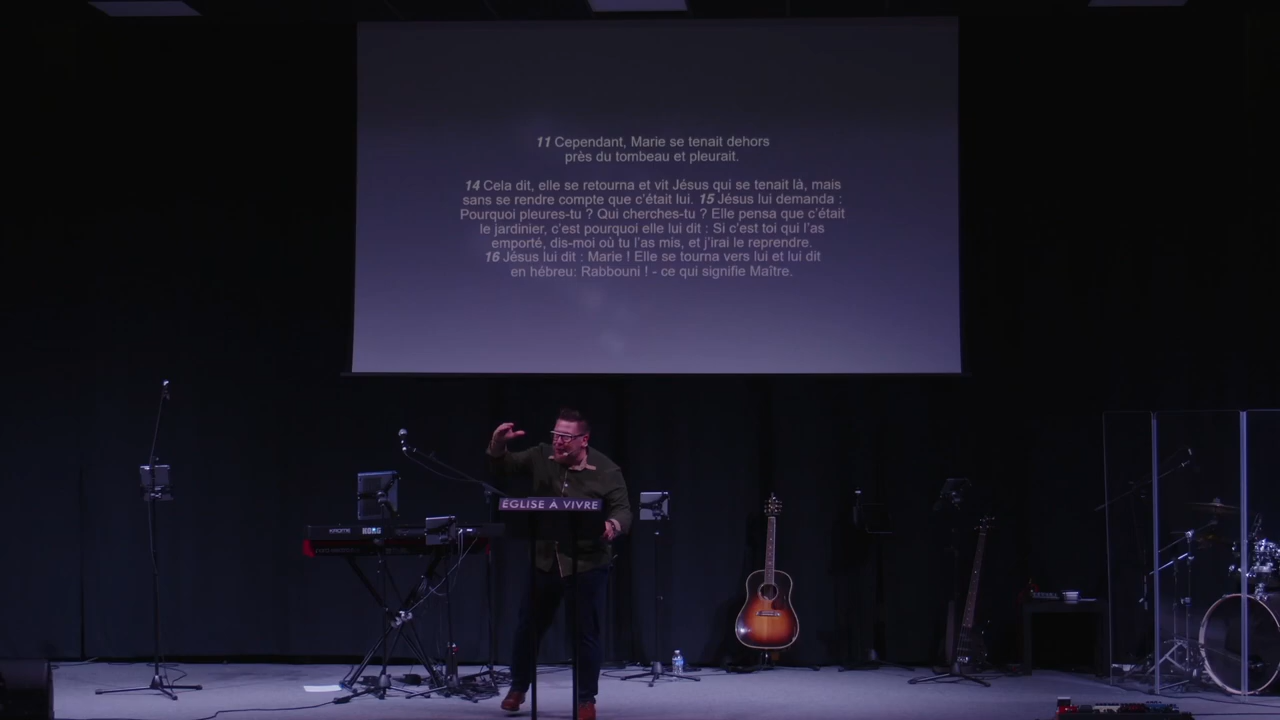 11 Cependant, Marie se tenait dehors
près du tombeau et pleurait.
14 Cela dit, elle se retourna et vit Jésus qui se tenait là, mais
sans se rendre compte que c'était lui. 15 Jésus lui demanda :
Pourquoi pleures-tu ? Qui cherches-tu ? Elle pensa que c'était
le jardinier, c'est pourquoi elle lui dit : Si c'est toi qui l'as
emporté, dis-moi où tu l'as mis, et j'irai le reprendre.
16 Jésus lui dit : Marie ! Elle se tourna vers lui et lui dit
en hébreu: Rabbouni ! - ce qui signifie Maître.
ÉGLISE À VIVRE
KORG